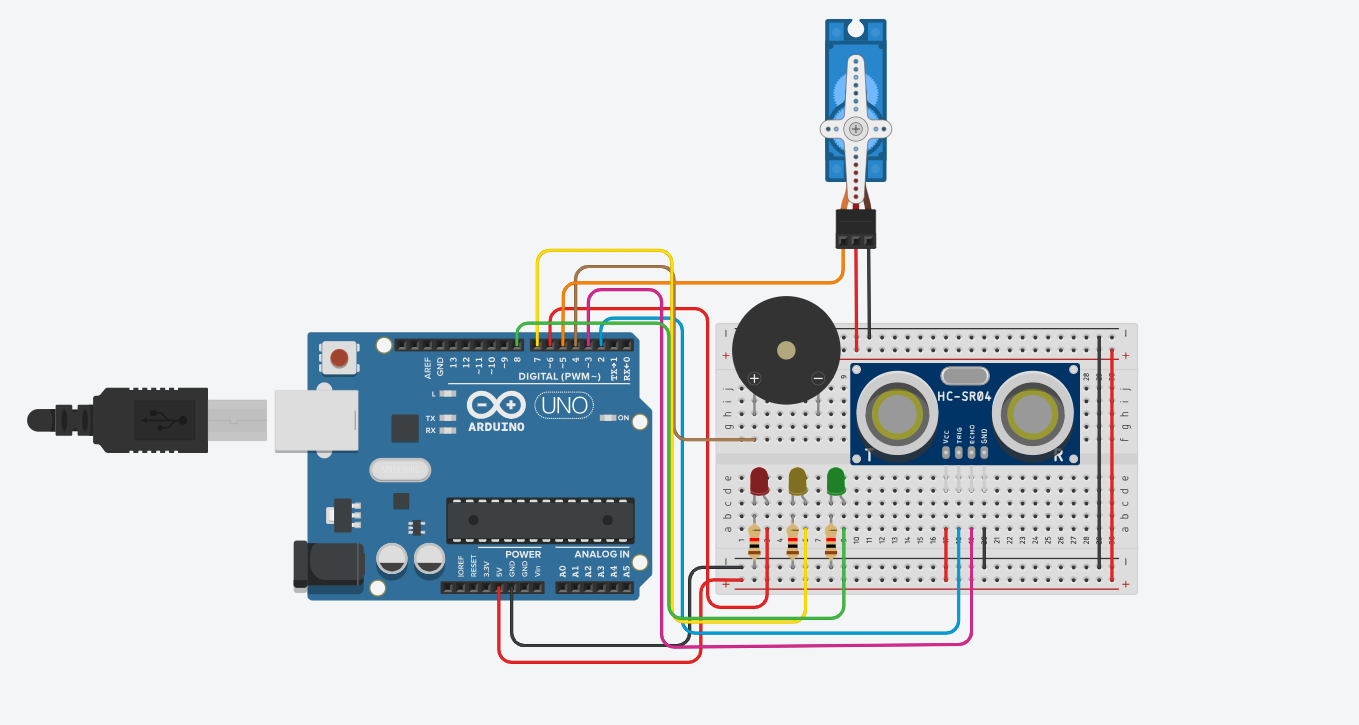 AREF
GND
13
12
~11
~10
~9
8
7
~6
~5
4
~3
2
TX→1
RX←0
DIGITAL (PWM~)
L
TX
RX
ARDUINO
UNO
ON
POWER
ANALOG IN
IOREF
RESET
3.3V
5V
GND
GND
Vin
A0
A1
A2
A3
A4
A5
+
−
HC-SR04
VCC
TRIG
ECHO
GND
T
R
9
28
j
i
h
g
f
e
d
c
b
a
1
7
10
11
12
13
14
15
16
20
21
22
23
24
25
26
27
28